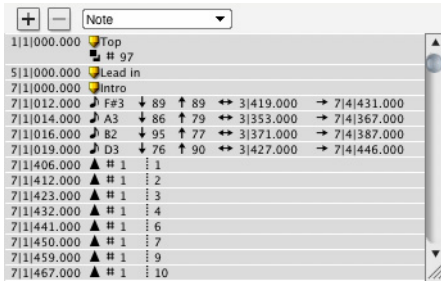 Note
1|1|000.000 Top
# 97
5|1|000.000 Lead in
7|1|000.000 Intro
7|1|012.000 F#3 89 89 3|419.000 7|4|431.000
7|1|014.000 A3 86 79 3|353.000 7|4|367.000
7|1|016.000 B2 95 77 3|371.000 7|4|387.000
7|1|019.000 D3 76 90 3|427.000 7|4|446.000
7|1|406.000 # 1 1
7|1|412.000 # 1 2
7|1|423.000 # 1 3
7|1|432.000 # 1 4
7|1|441.000 # 1 6
7|1|450.000 # 1 7
7|1|459.000 # 1 9
7|1|467.000 # 1 10